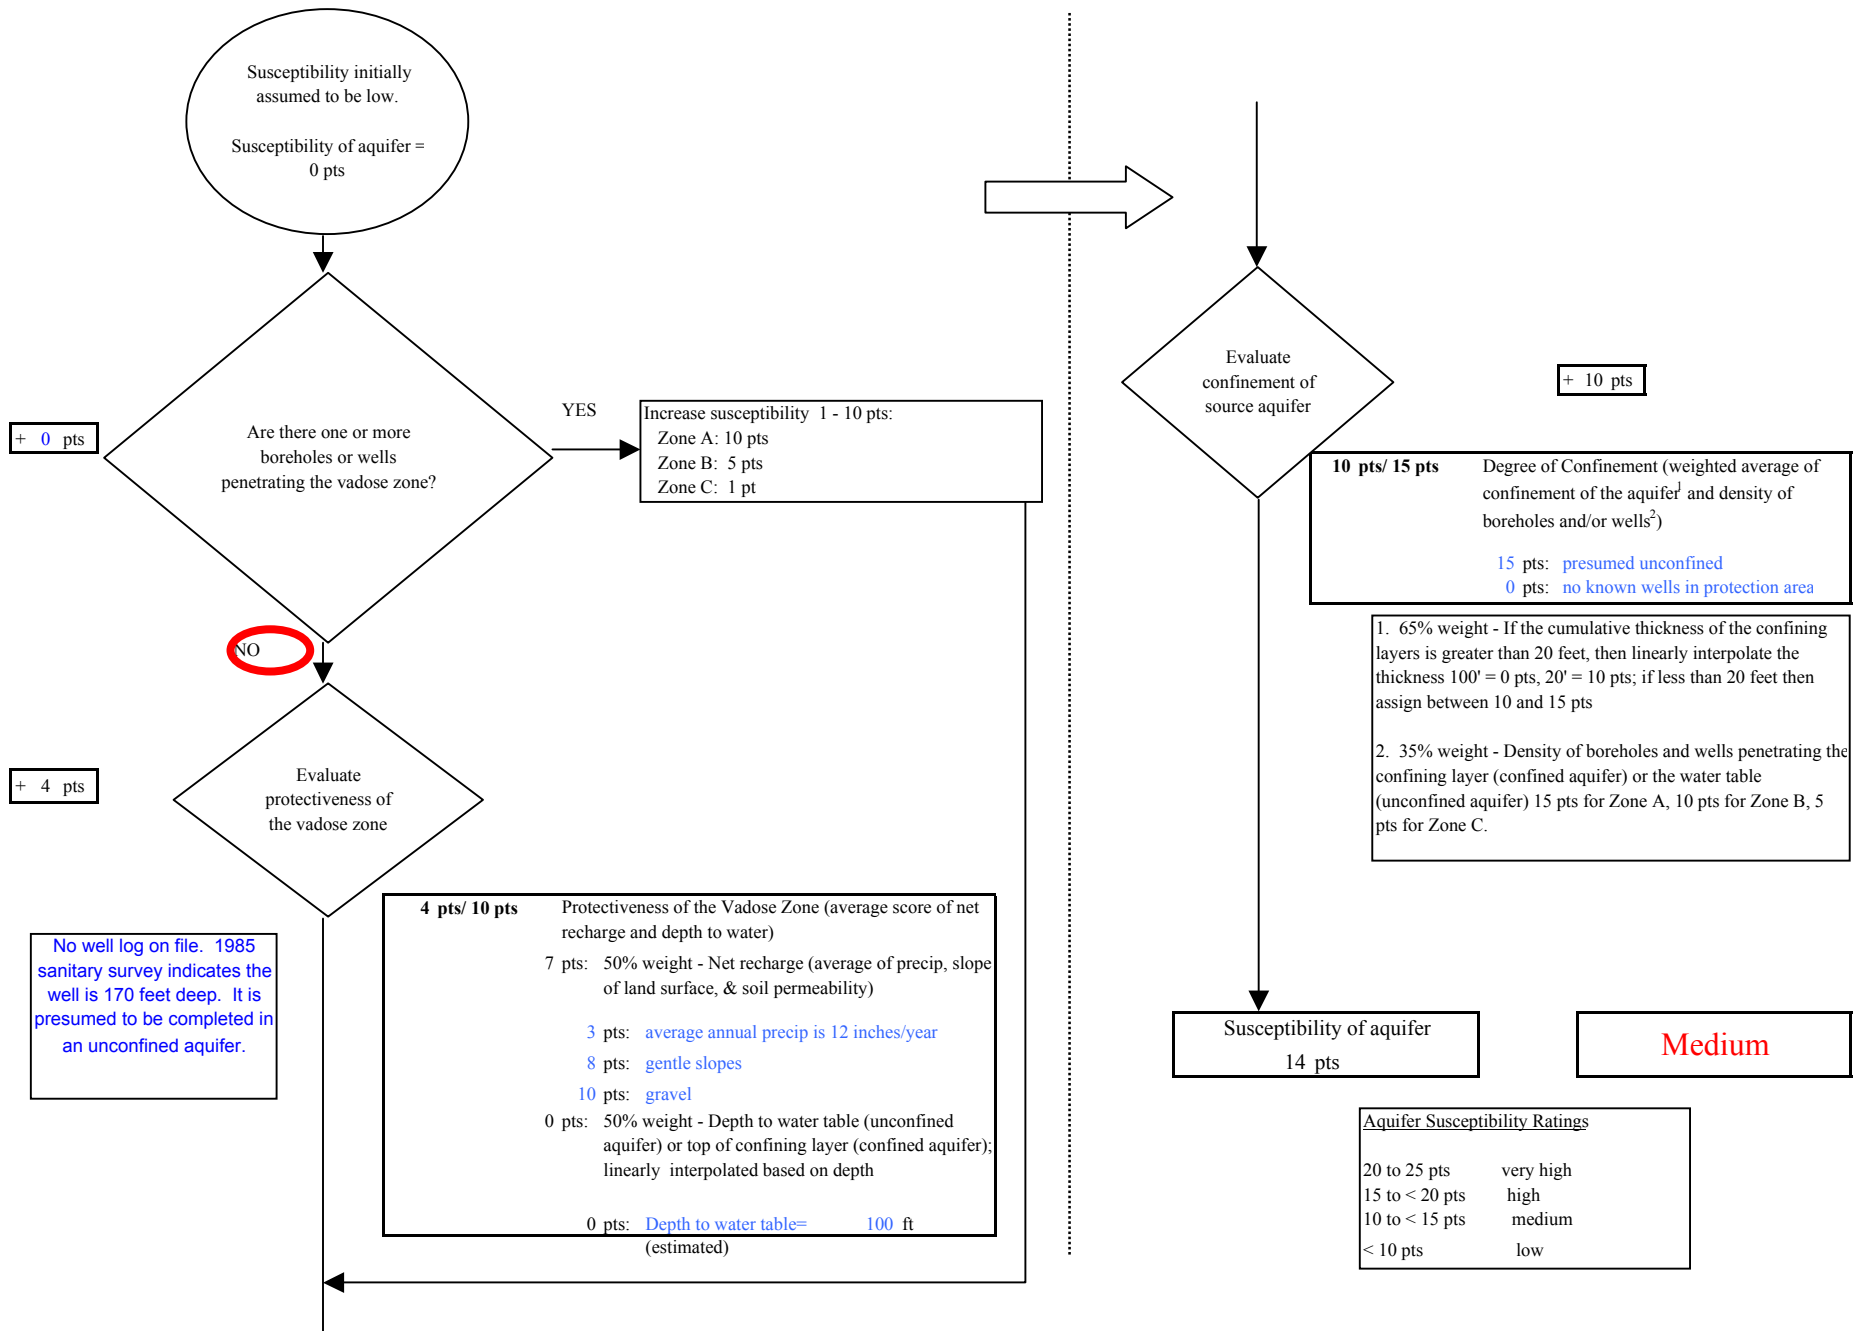 Susceptibility initially
assumed to be low.
Susceptibility of aquifer =
0 pts
+ 0 pts
Are there one or more
boreholes or wells
penetrating the vadose zone?
YES
Increase susceptibility 1 - 10 pts:
Zone A: 10 pts
Zone B: 5 pts
Zone C: 1 pt
NO
+ 4 pts
Evaluate
protectiveness of
the vadose zone
No well log on file. 1985
sanitary survey indicates the
well is 170 feet deep. It is
presumed to be completed in
an unconfined aquifer.
4 pts/ 10 pts Protectiveness of the Vadose Zone (average score of net
recharge and depth to water)
7 pts: 50% weight - Net recharge (average of precip, slope
of land surface, & soil permeability)
3 pts: average annual precip is 12 inches/year
8 pts: gentle slopes
10 pts: gravel
0 pts: 50% weight - Depth to water table (unconfined
aquifer) or top of confining layer (confined aquifer);
linearly interpolated based on depth
0 pts: Depth to water table= 100 ft
(estimated)
Evaluate
confinement of
source aquifer
+ 10 pts
10 pts/ 15 pts Degree of Confinement (weighted average of
confinement of the aquifer1 and density of
boreholes and/or wells2)
15 pts: presumed unconfined
0 pts: no known wells in protection area
1. 65% weight - If the cumulative thickness of the confining
layers is greater than 20 feet, then linearly interpolate the
thickness 100' = 0 pts, 20' = 10 pts; if less than 20 feet then
assign between 10 and 15 pts
2. 35% weight - Density of boreholes and wells penetrating the
confining layer (confined aquifer) or the water table
(unconfined aquifer) 15 pts for Zone A, 10 pts for Zone B, 5
pts for Zone C.
Susceptibility of aquifer
14 pts
Medium
Aquifer Susceptibility Ratings
20 to 25 pts very high
15 to < 20 pts high
10 to < 15 pts medium
< 10 pts low